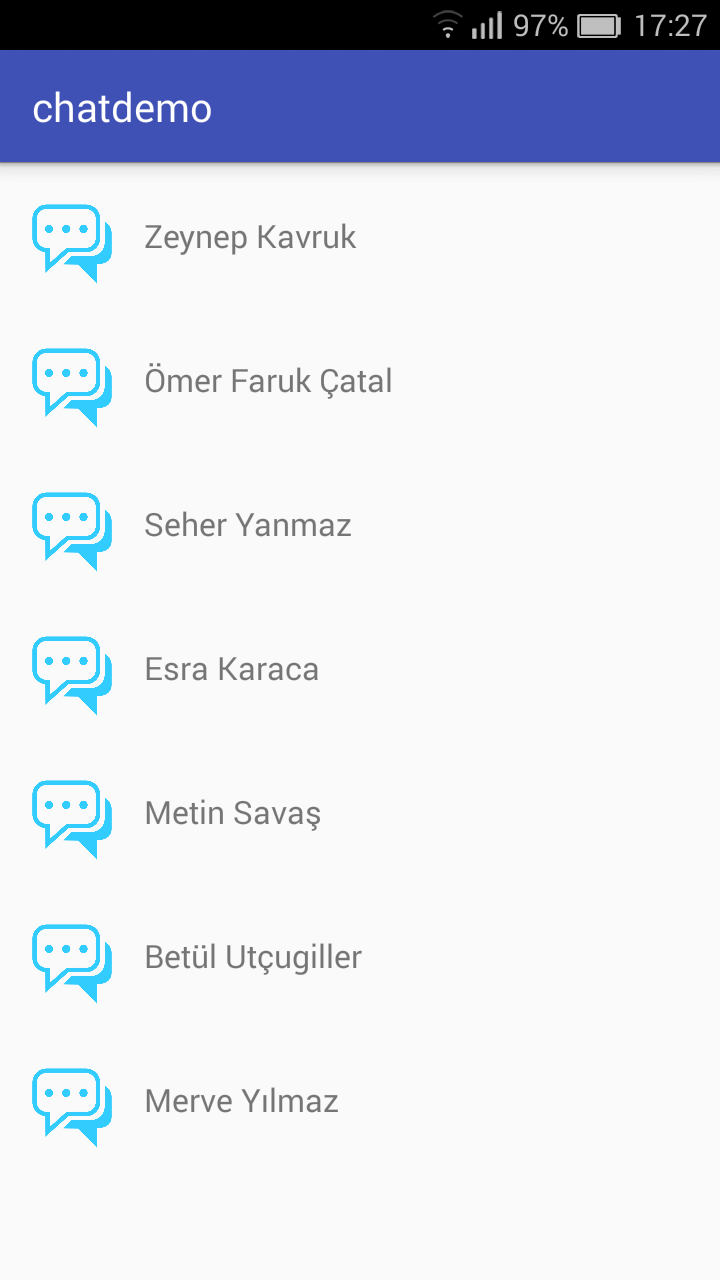 97% 17:27
chatdemo
Zeynep Kavruk
Ömer Faruk Çatal
Seher Yanmaz
Esra Karaca
Metin Savaş
Betül Utçugiller
Merve Yılmaz